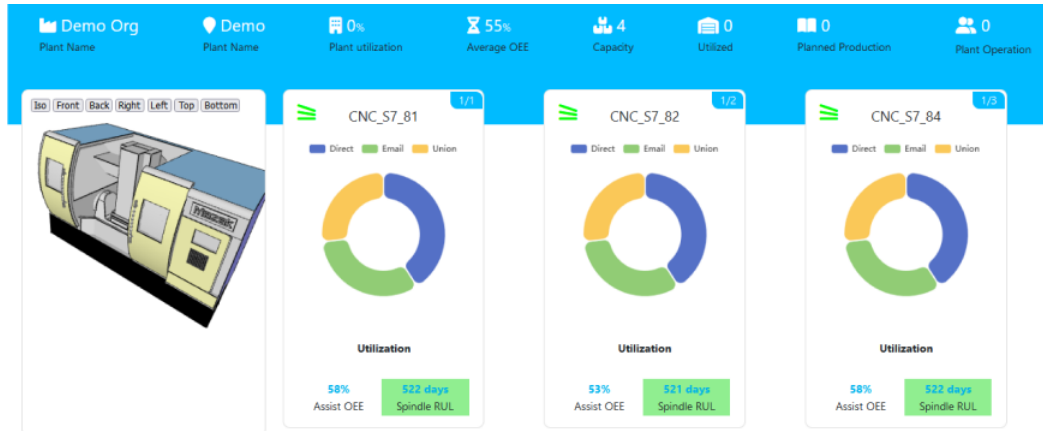 Demo Org
Plant Name
Demo
Plant Name
0%
Plant utilization
55%
Average OEE
4
Capacity
0
Utilized
0
Planned Production
0
Plant Operation
Iso Front Back Right Left Top Bottom
Mazak
1/1
CNC_S7_81
Direct Email Union
Utilization
58%
Assist OEE
522 days
Spindle RUL
1/2
CNC_S7_82
Direct Email Union
Utilization
53%
Assist OEE
521 days
Spindle RUL
1/3
CNC_S7_84
Direct Email Union
Utilization
58%
Assist OEE
522 days
Spindle RUL